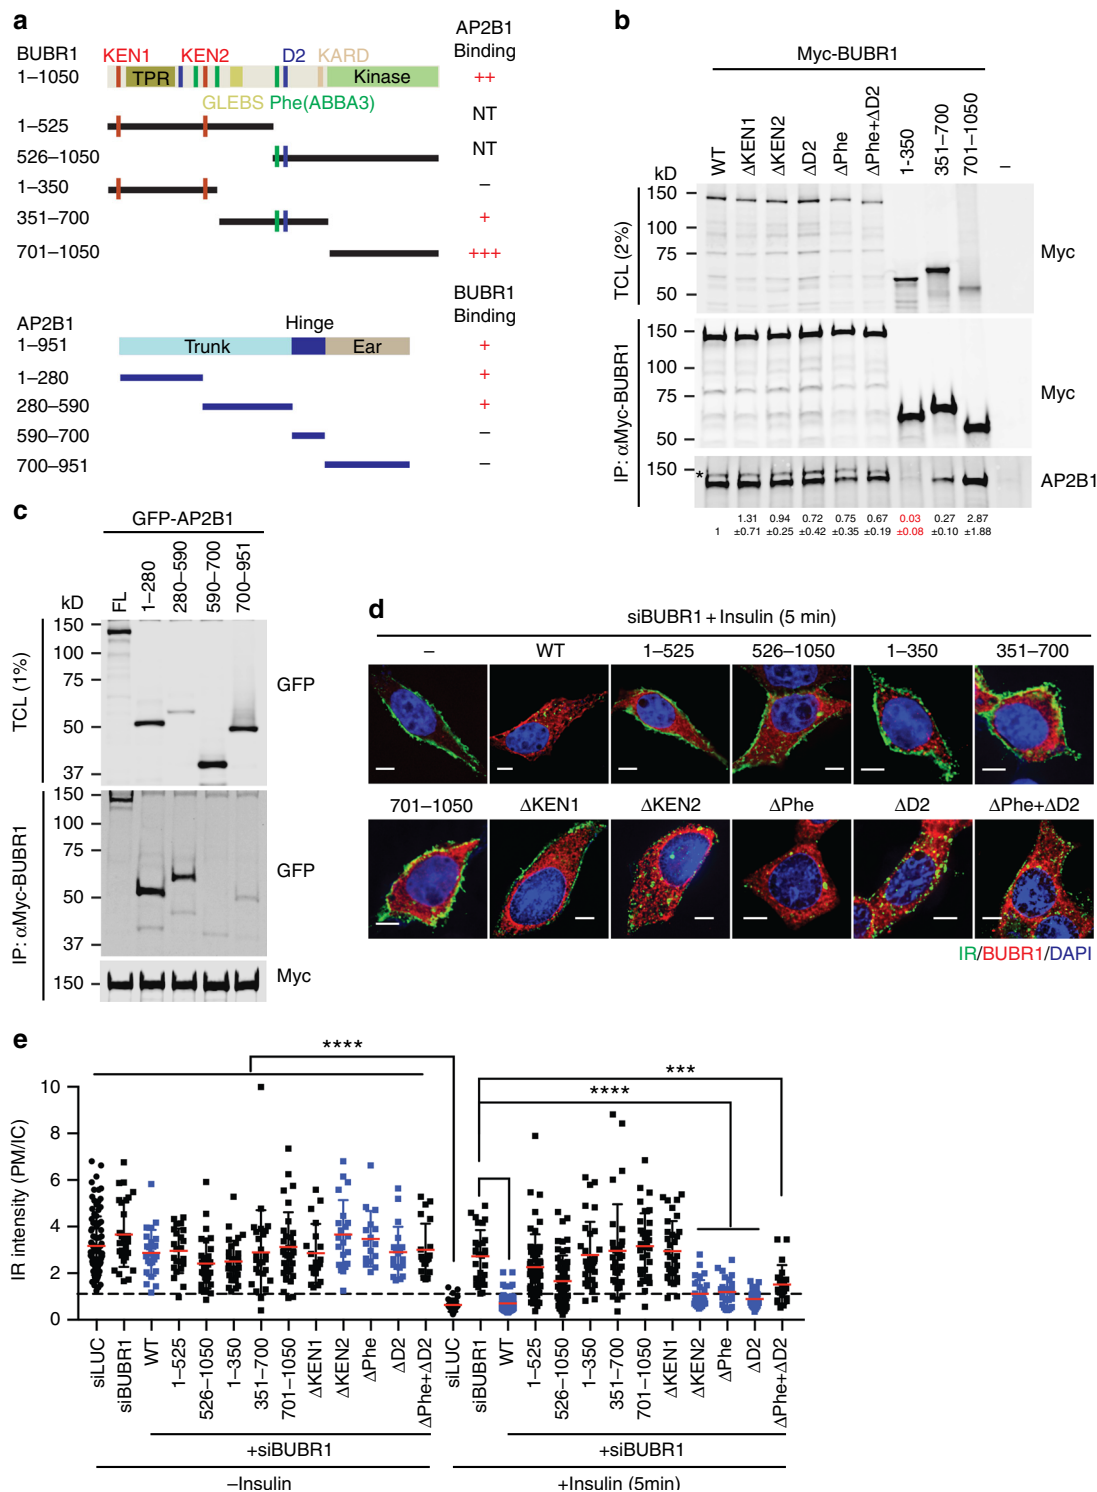 a
BUBR1
KEN1
KEN2
D2
KARD
AP2B1
Binding
1–1050
TPR
Kinase
++
GLEBS Phe(ABBA3)
1–525
NT
526–1050
NT
1–350
–
351–700
+
701–1050
+++
AP2B1
Hinge
BUBR1
Binding
1–951
Trunk
Ear
+
1–280
+
280–590
+
590–700
–
700–951
–
b
Myc-BUBR1
kD
WT
ΔKEN1
ΔKEN2
ΔD2
ΔPhe
ΔPhe+ΔD2
1-350
351–700
701–1050
–
TCL (2%)
150
100
75
50
Myc
IP: αMyc-BUBR1
150
100
75
50
Myc
150
*
AP2B1
1.31 0.94 0.72 0.75 0.67 0.03 0.27 2.87
1 ±0.71 ±0.25 ±0.42 ±0.35 ±0.19 ±0.08 ±0.10 ±1.88
c
GFP-AP2B1
kD
FL
1–280
280–590
590–700
700–951
TCL (1%)
150
100
75
50
37
GFP
IP: αMyc-BUBR1
150
100
75
50
37
GFP
150
Myc
d
siBUBR1+Insulin (5 min)
–
WT
1–525
526–1050
1–350
351–700
701–1050
ΔKEN1
ΔKEN2
ΔPhe
ΔD2
ΔPhe+ΔD2
IR/BUBR1/DAPI
e
****
***
****
IR intensity (PM/IC)
10
8
6
4
2
0
siLUC
siBUBR1
WT
1–525
526–1050
1–350
351–700
701–1050
ΔKEN1
ΔKEN2
ΔPhe
ΔD2
ΔPhe+ΔD2
siLUC
siBUBR1
WT
1–525
526–1050
1–350
351–700
701–1050
ΔKEN1
ΔKEN2
ΔPhe
ΔD2
ΔPhe+ΔD2
+siBUBR1
+siBUBR1
–Insulin
+Insulin (5min)